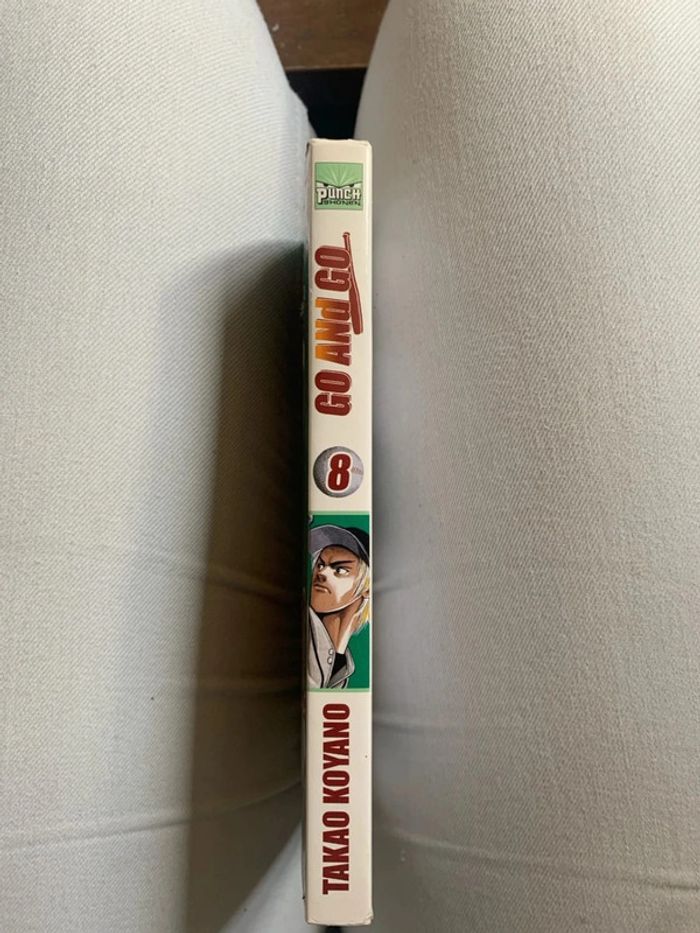 PUNCH
SHONEN
GO ANd GO
8
TAKAO KOYANO